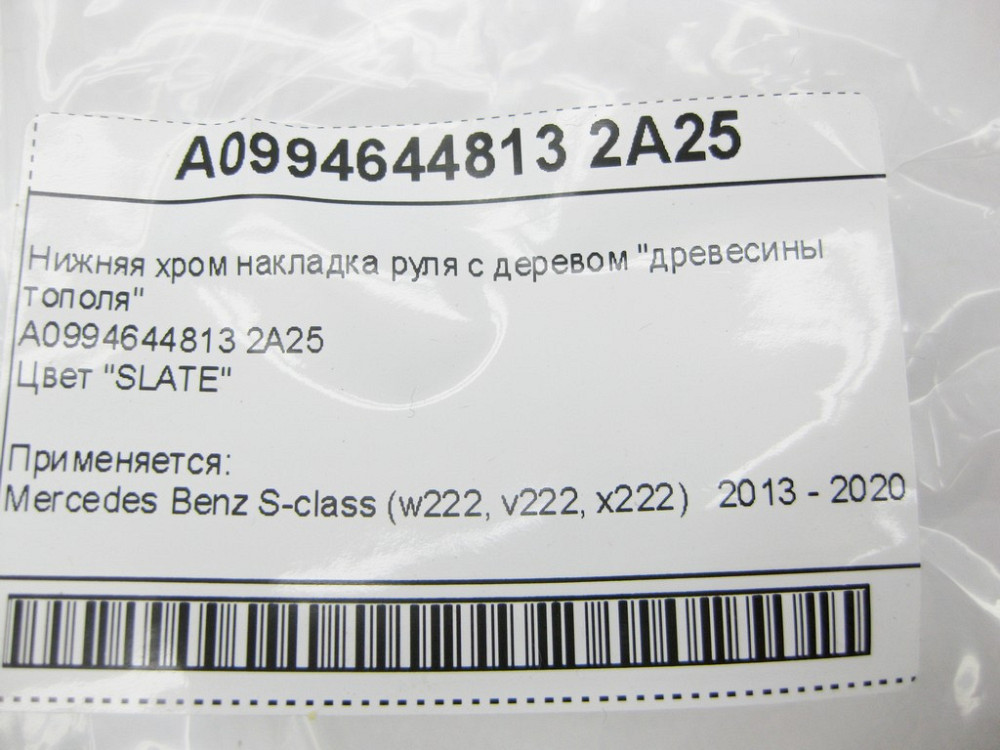 A0994644813 2A25
Нижняя хром накладка руля с деревом "древесины
тополя"
A0994644813 2A25
Цвет "SLATE"
Применяется:
Mercedes Benz S-class (w222, v222, x222) 2013 - 2020